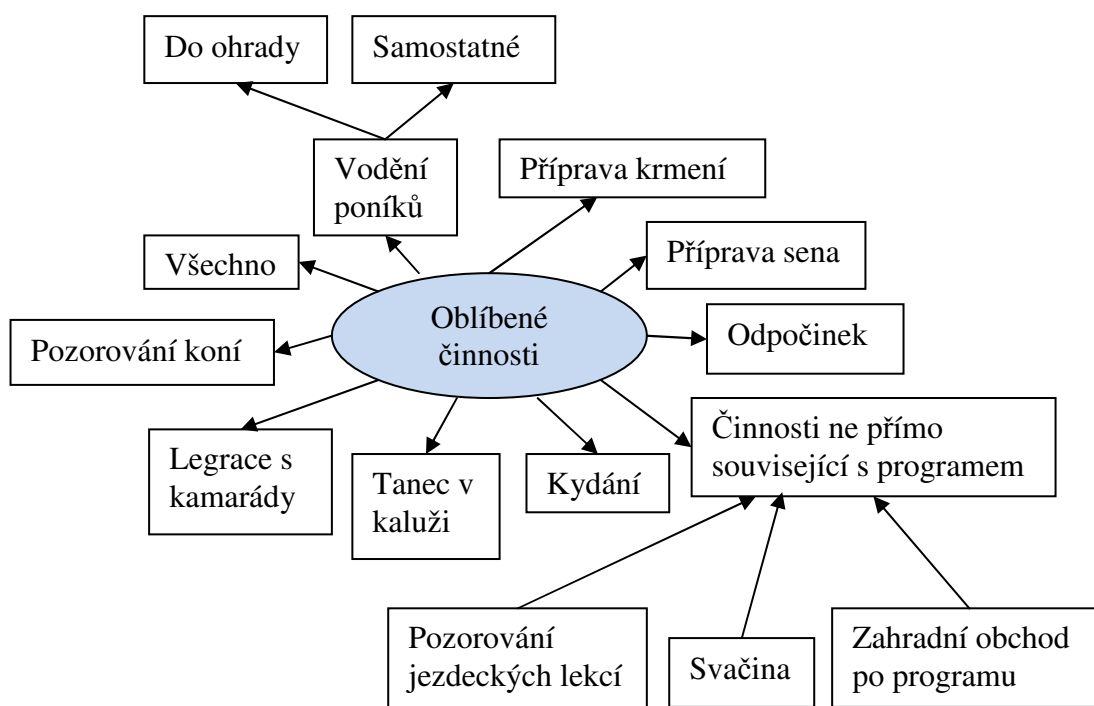 Do ohrady
Samostatné
Vodění
poníků
Příprava krmení
Všechno
Příprava sena
Oblíbené
činnosti
Pozorování koní
Odpočinek
Legrace s
kamarády
Tanec v
kaluži
Kydání
Činnosti ne přímo
související s programem
Pozorování
jezdeckých lekcí
Svačina
Zahradní obchod
po programu